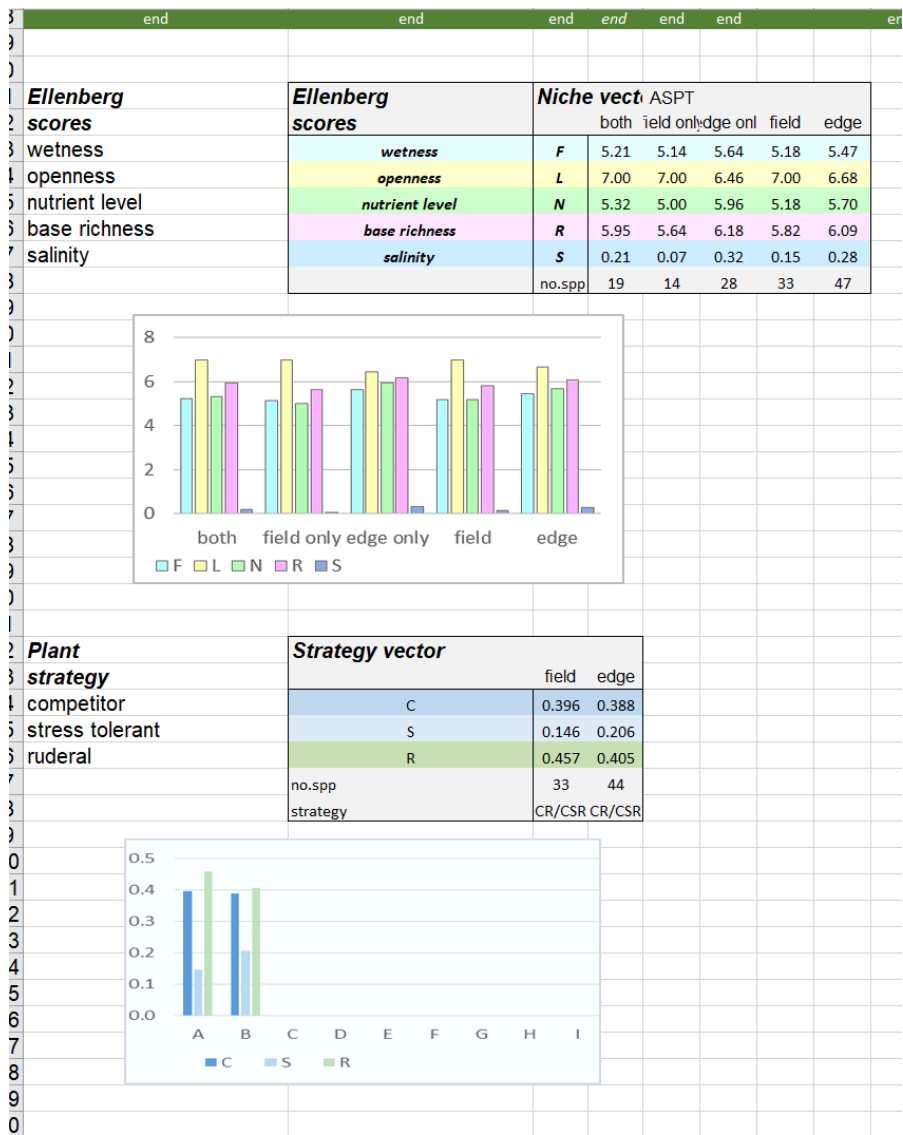 end end end end end end en
Ellenberg Ellenberg Niche vect ASPT
scores scores both ield only edge onl field edge
wetness wetness F 5.21 5.14 5.64 5.18 5.47
openness openness L 7.00 7.00 6.46 7.00 6.68
nutrient level nutrient level N 5.32 5.00 5.96 5.18 5.70
base richness base richness R 5.95 5.64 6.18 5.82 6.09
salinity salinity S 0.21 0.07 0.32 0.15 0.28
no.spp 19 14 28 33 47
8
6
4
2
0
both field only edge only field edge
F L N R S
Plant Strategy vector
strategy field edge
competitor C 0.396 0.388
stress tolerant S 0.146 0.206
ruderal R 0.457 0.405
no.spp 33 44
strategy CR/CSR CR/CSR
0.5
0.4
0.3
0.2
0.1
0.0
A B C D E F G H I
C S R